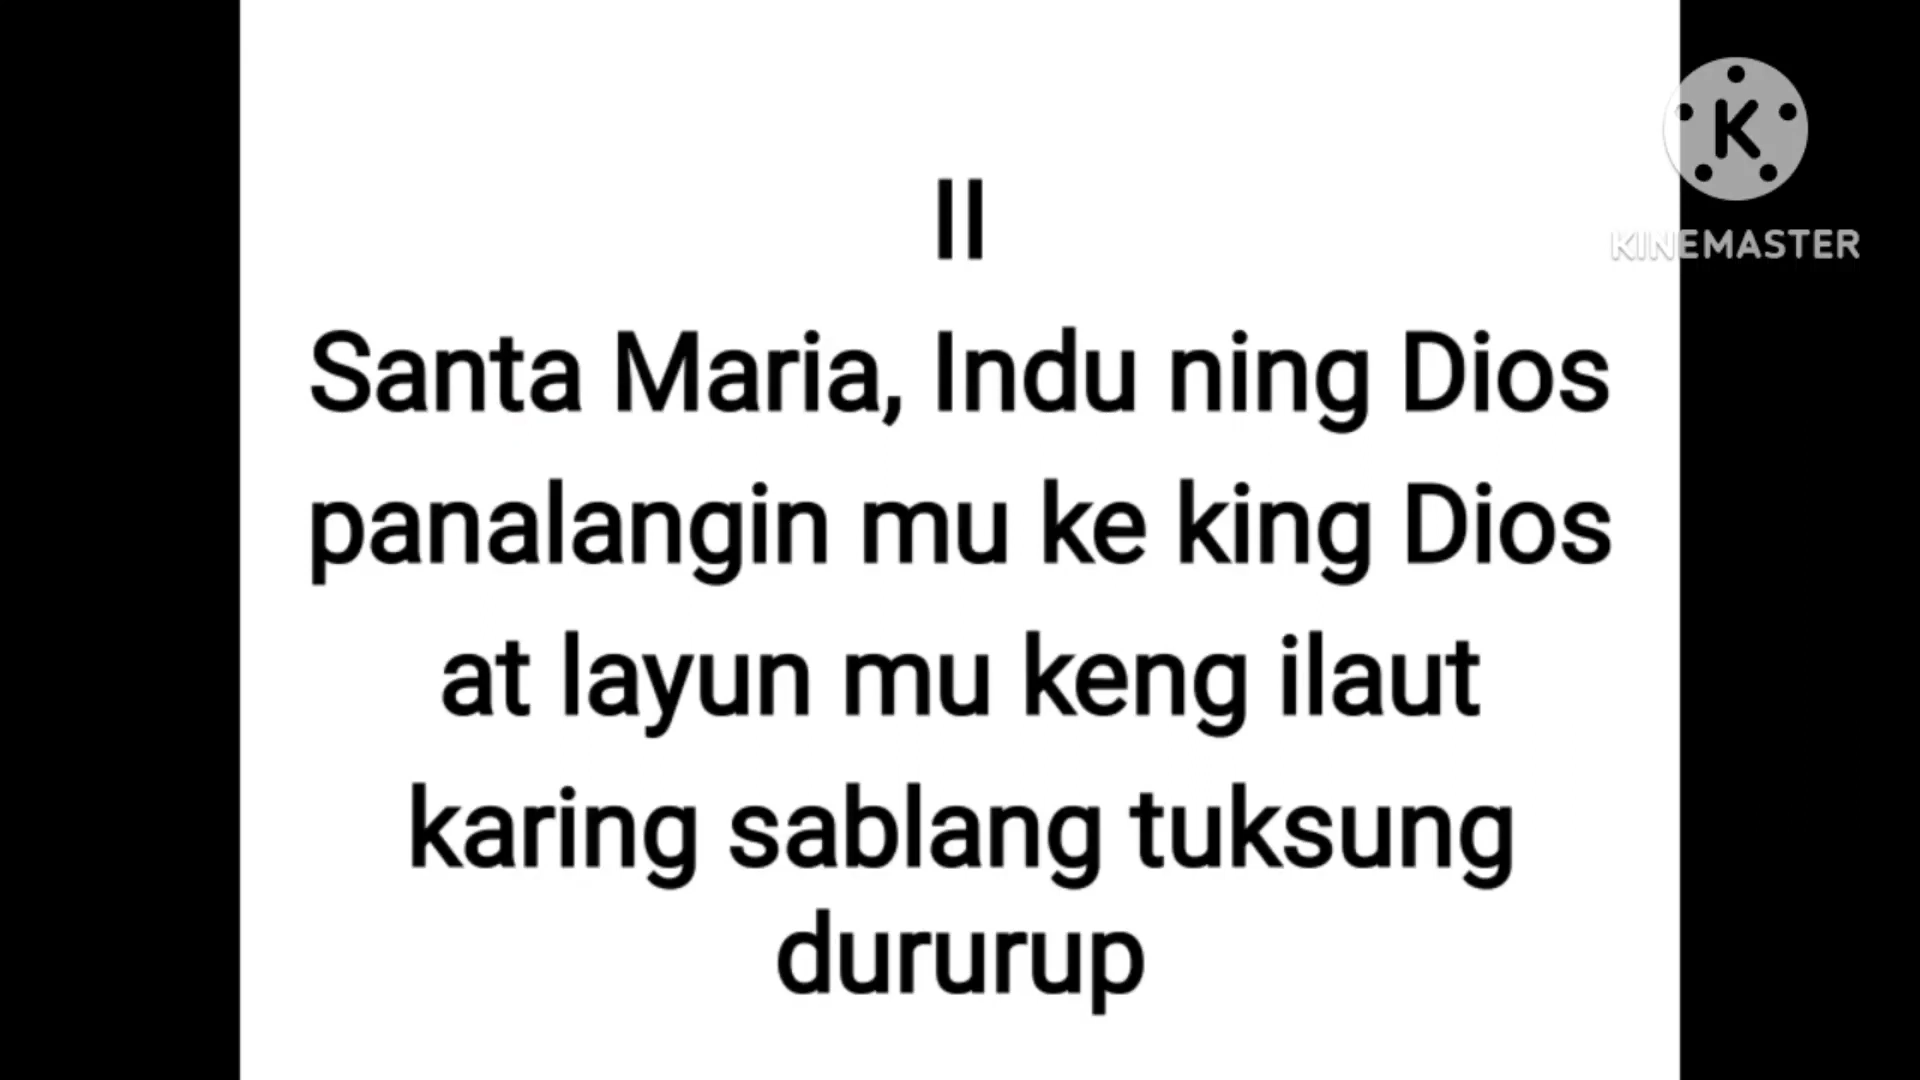 II
Santa Maria, Indu ning Dios
panalangin mu ke king Dios
at layun mu keng ilaut
karing sablang tuksung
dururup
K
KINEMASTER